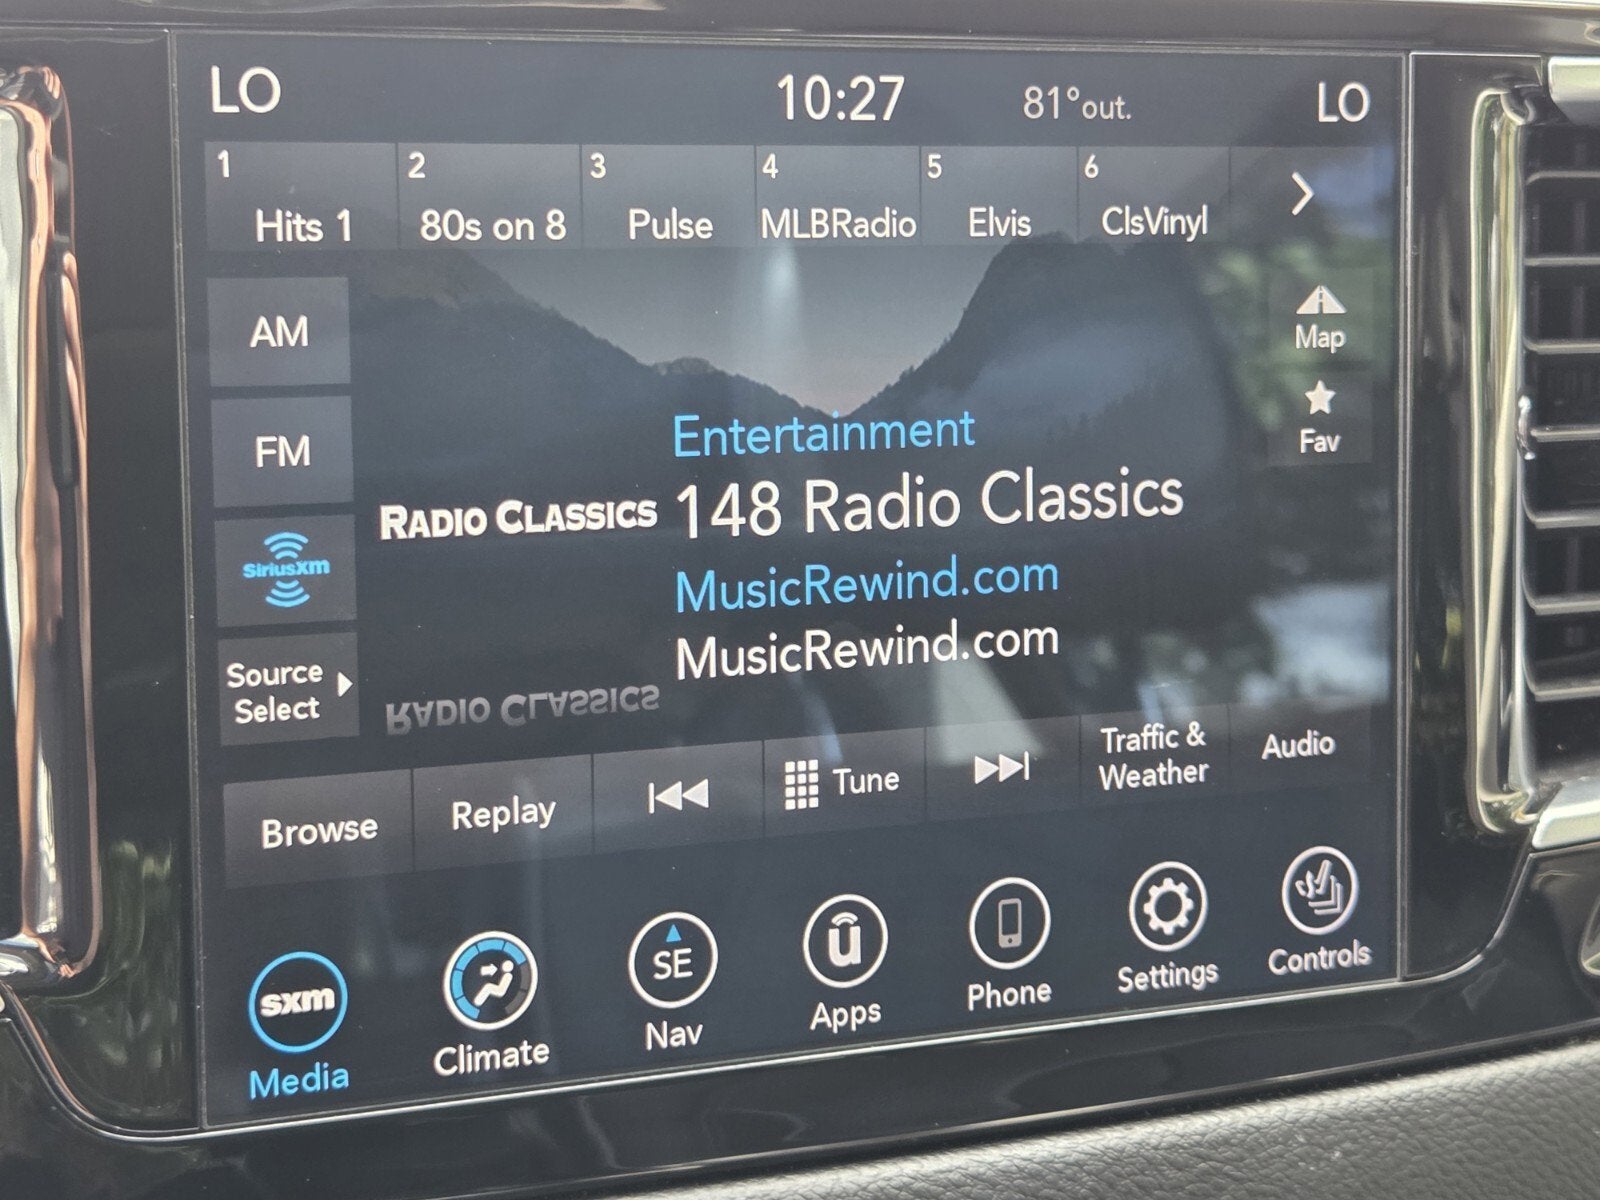 LO 10:27 81°out. LO
1 2 3 4 5 6
Hits 1 80s on 8 Pulse MLBRadio Elvis ClsVinyl
AM
Map
FM
Fav
Entertainment
RADIO CLASSICS 148 Radio Classics
SiriusXm
MusicRewind.com
MusicRewind.com
Source
Select
RADIO CLASSICS
Browse Replay Tune Traffic &
Weather Audio
sxm SE u
Media Climate Nav Apps Phone Settings Controls